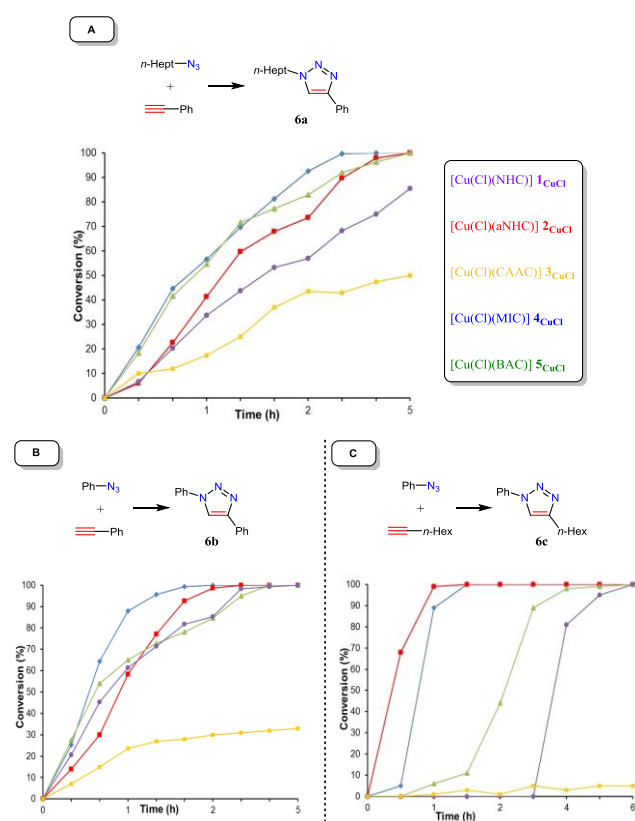 A
n-Hept
N3
+
Ph
n-Hept
N
N
N
Ph
6a
Conversion (%)
100
90
80
70
60
50
40
30
20
10
0
0
1
2
5
Time (h)
[Cu(Cl)(NHC)] 1CuCl
[Cu(Cl)(aNHC)] 2CuCl
[Cu(Cl)(CAAC)] 3CuCl
[Cu(Cl)(MIC)] 4CuCl
[Cu(Cl)(BAC)] 5CuCl
B
Ph
N3
+
Ph
Ph
N
N
N
Ph
6b
Conversion (%)
100
90
80
70
60
50
40
30
20
10
0
0
1
2
5
Time (h)
C
Ph
N3
+
n-Hex
Ph
N
N
N
n-Hex
6c
Conversion (%)
100
90
80
70
60
50
40
30
20
10
0
0
1
2
4
6
Time (h)